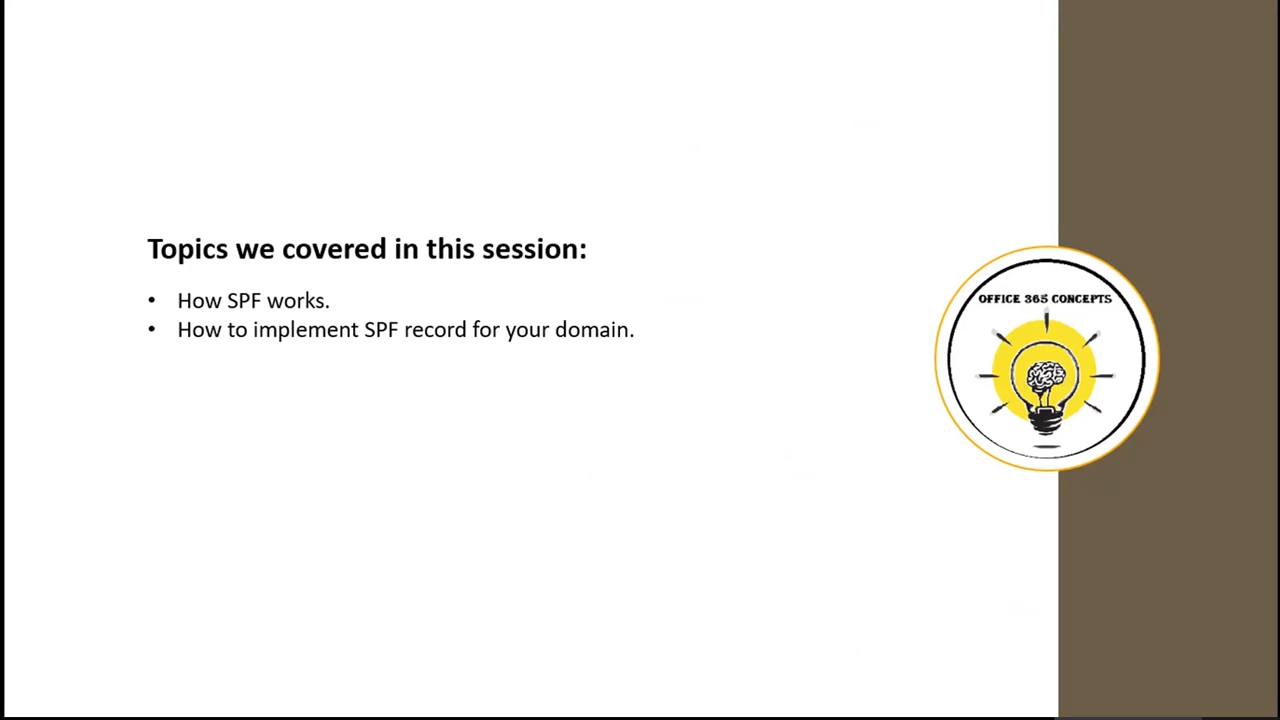 Topics we covered in this session:
• How SPF works.
• How to implement SPF record for your domain.
OFFICE 365 CONCEPTS